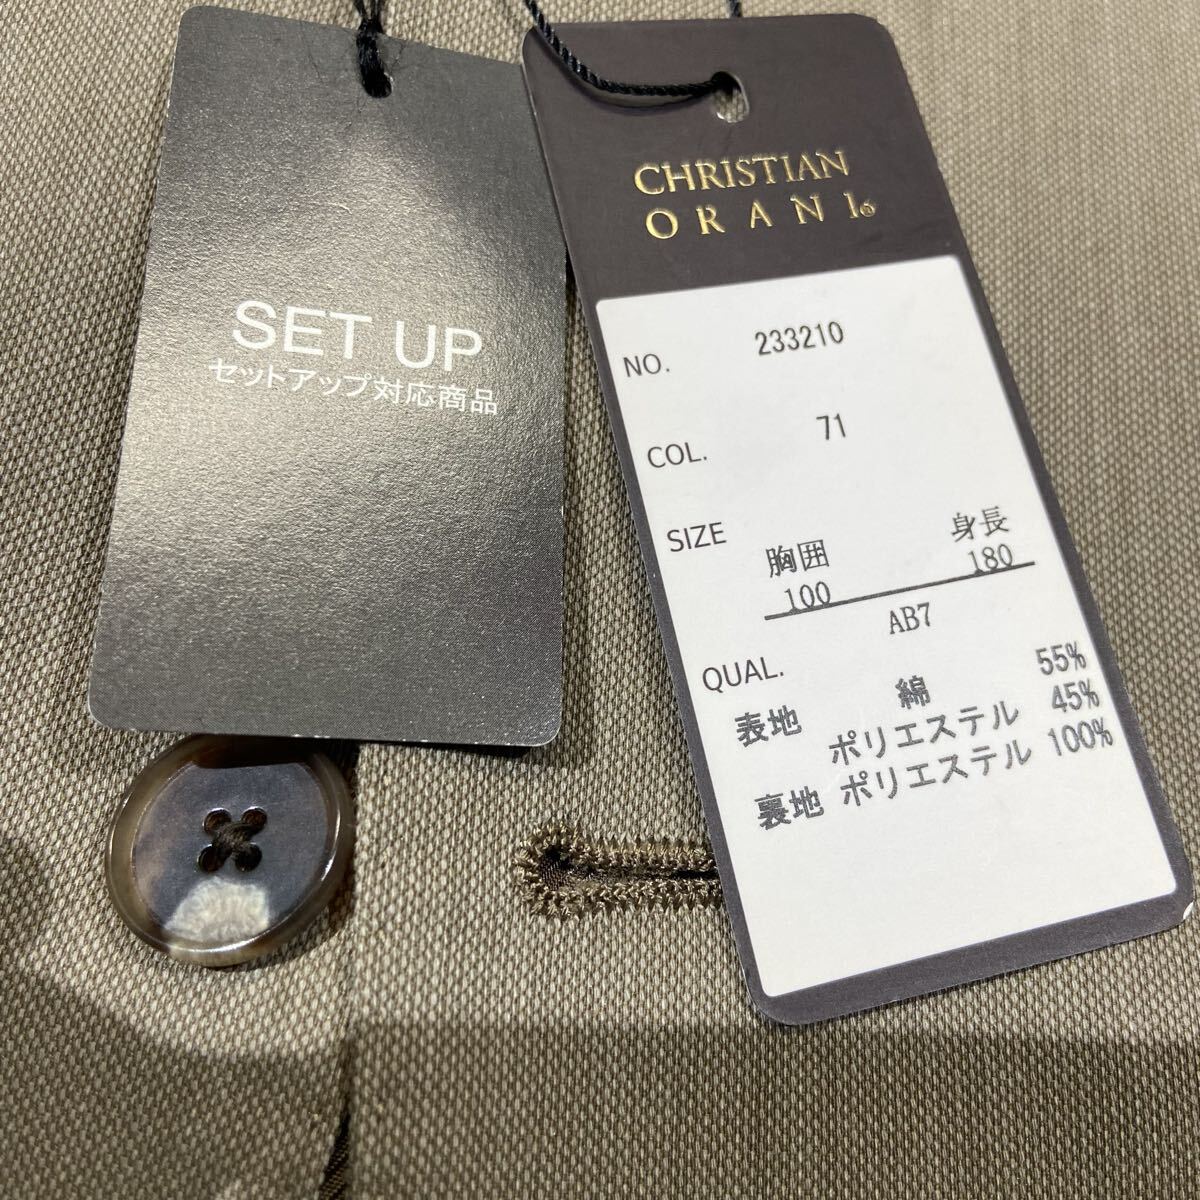 SET UP
セットアップ対応商品
CHRISTIAN
ORANI
NO. 233210
COL. 71
SIZE 胸囲 身長
100 180
AB7
QUAL.
表地 綿 55%
ポリエステル 45%
裏地 ポリエステル 100%